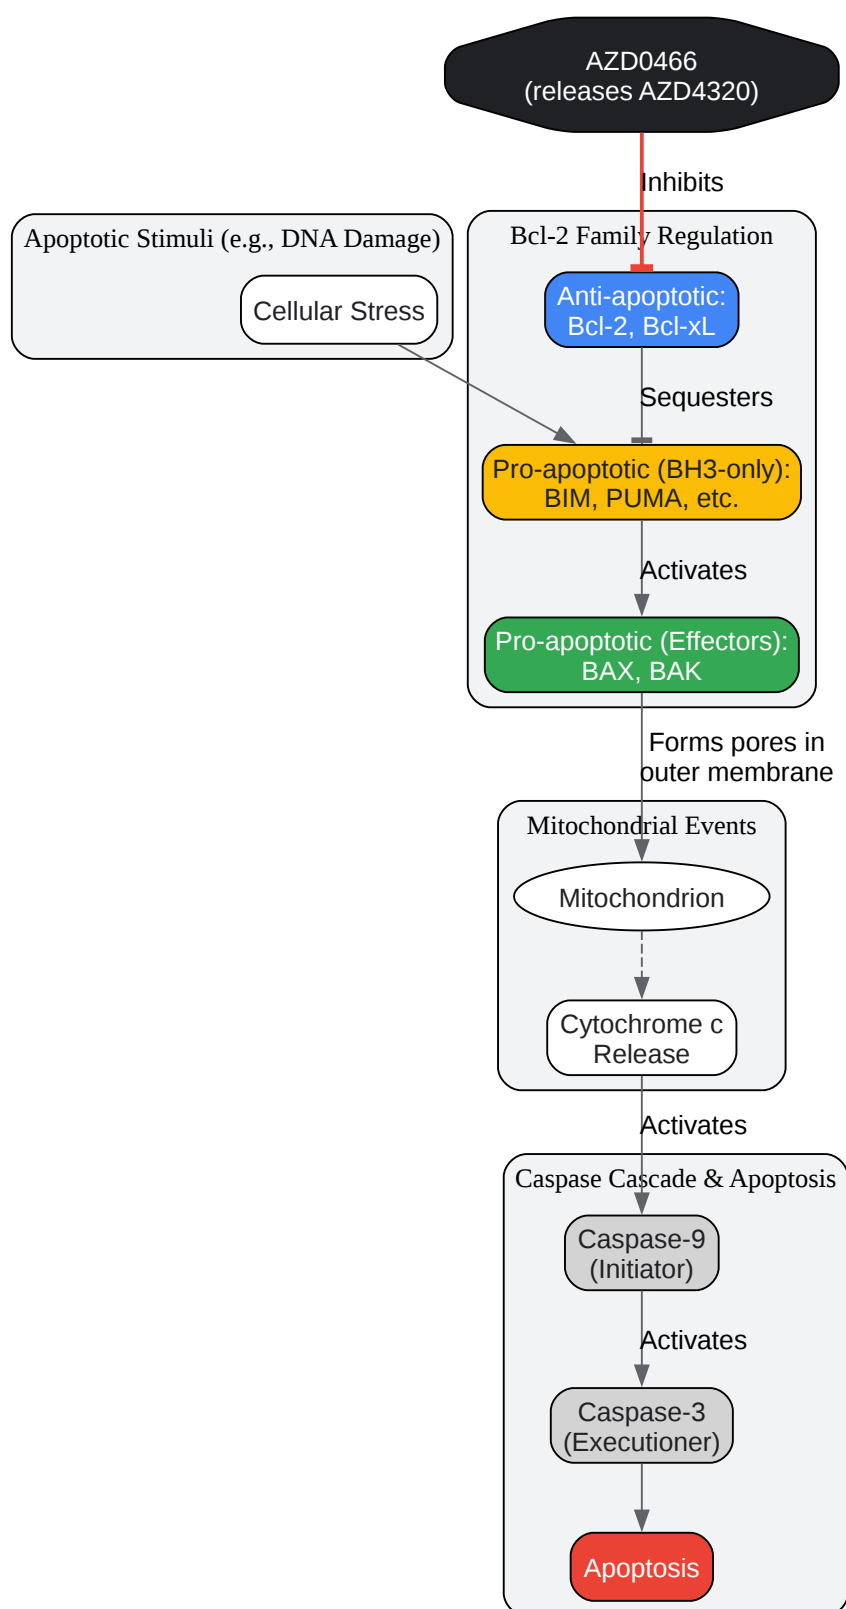 AZD0466
(releases AZD4320)
Inhibits
Apoptotic Stimuli (e.g., DNA Damage)
Cellular Stress
Bcl-2 Family Regulation
Anti-apoptotic:
Bcl-2, Bcl-xL
Sequesters
Pro-apoptotic (BH3-only):
BIM, PUMA, etc.
Activates
Pro-apoptotic (Effectors):
BAX, BAK
Forms pores in
outer membrane
Mitochondrial Events
Mitochondrion
Cytochrome c
Release
Activates
Caspase Cascade & Apoptosis
Caspase-9
(Initiator)
Activates
Caspase-3
(Executioner)
Apoptosis